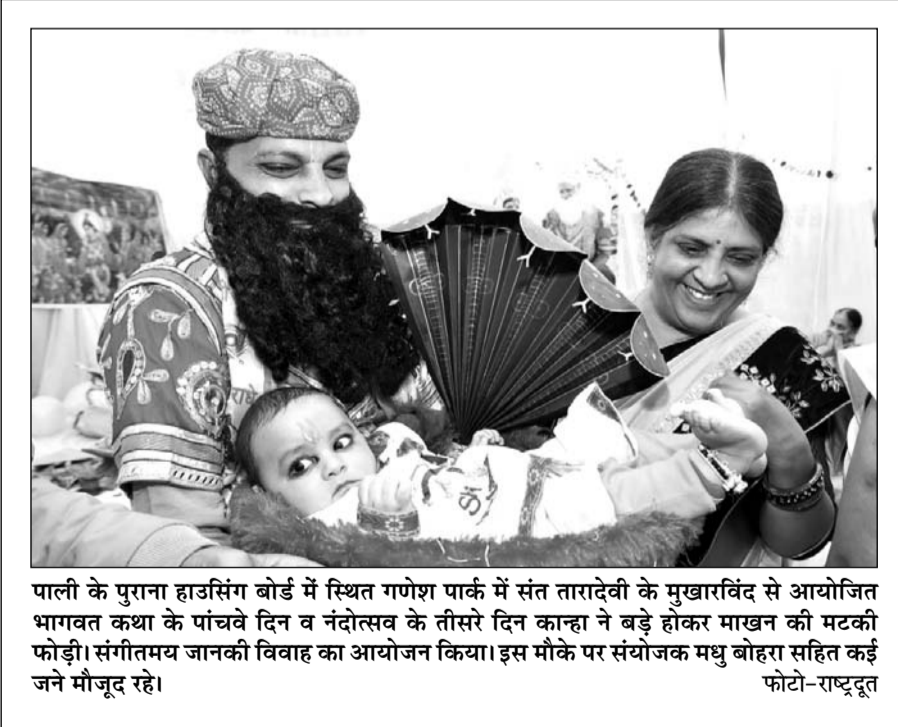 पाली के पुराना हाउसिंग बोर्ड में स्थित गणेश पार्क में संत तारादेवी के मुखारविंद से आयोजित
भागवत कथा के पांचवे दिन व नंदोत्सव के तीसरे दिन कान्हा ने बड़े होकर माखन की मटकी
फोड़ी। संगीतमय जानकी विवाह का आयोजन किया। इस मौके पर संयोजक मधु बोहरा सहित कई
जने मौजूद रहे। फोटो-राष्ट्रदूत